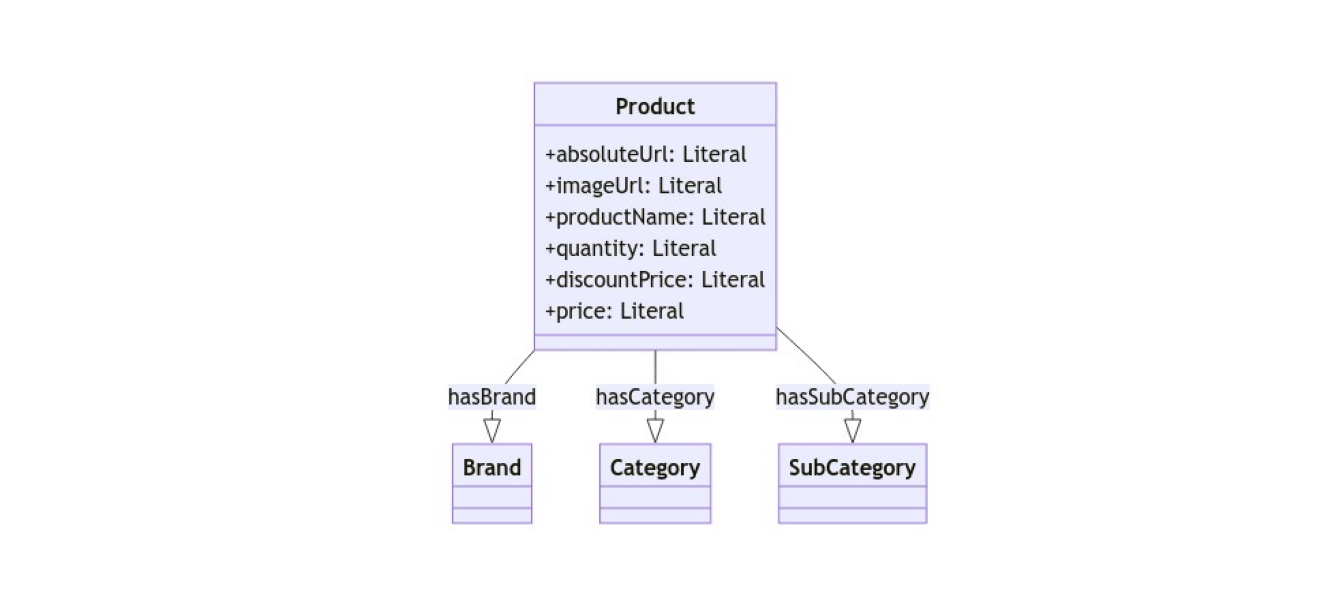 Product
+absoluteUrl: Literal
+imageUrl: Literal
+productName: Literal
+quantity: Literal
+discountPrice: Literal
+price: Literal
hasBrand
hasCategory
hasSubCategory
Brand
Category
SubCategory